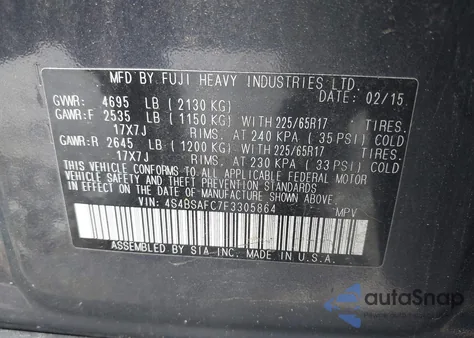 MFD BY FUJI HEAVY INDUSTRIES LTD.
DATE: 02/15
GVWR: 4695 LB (2130 KG)
GAWR:F 2535 LB (1150 KG) WITH 225/65R17 TIRES.
17X7J RIMS, AT 240 KPA (35 PSI) COLD
GAWR:R 2645 LB (1200 KG) WITH 225/65R17 TIRES.
17X7J RIMS, AT 230 KPA (33 PSI) COLD
THIS VEHICLE CONFORMS TO ALL APPLICABLE FEDERAL MOTOR
VEHICLE SAFETY STANDARDS
IN EFFECT ON THE DATE OF MANUFACTURE SHOWN ABOVE.
VIN: 4S4BSAFC7F3305864 MPV
ASSEMBLED BY SIA INC. MADE IN U.S.A.
autoSnap
Powered by CarsFromWest